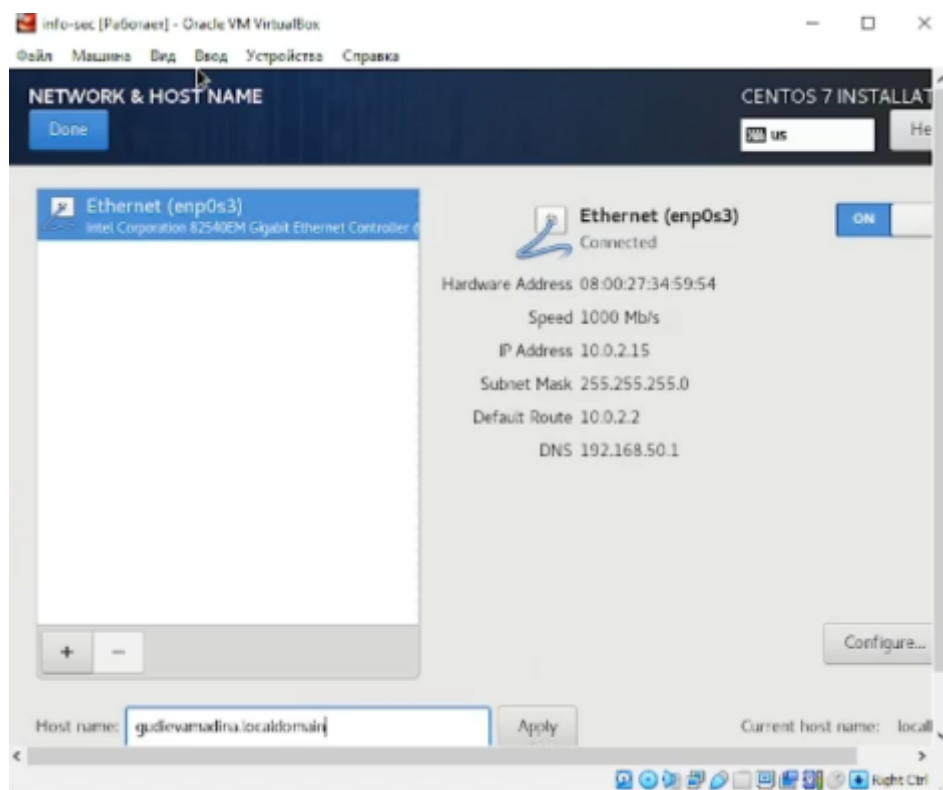 info-sec [Работает] - Oracle VM VirtualBox
Файл Машина Вид Ввод Устройства Справка
NETWORK & HOST NAME
CENTOS 7 INSTALLAT
Done
us
He
Ethernet (enp0s3)
Intel Corporation 82540EM Gigabit Ethernet Controller (
Ethernet (enp0s3)
Connected
ON
Hardware Address 08:00:27:34:59:54
Speed 1000 Mb/s
IP Address 10.0.2.15
Subnet Mask 255.255.255.0
Default Route 10.0.2.2
DNS 192.168.50.1
+ −
Configure...
Host name: gudievamadina.localdomain
Apply
Current host name: locall
Right Ctrl